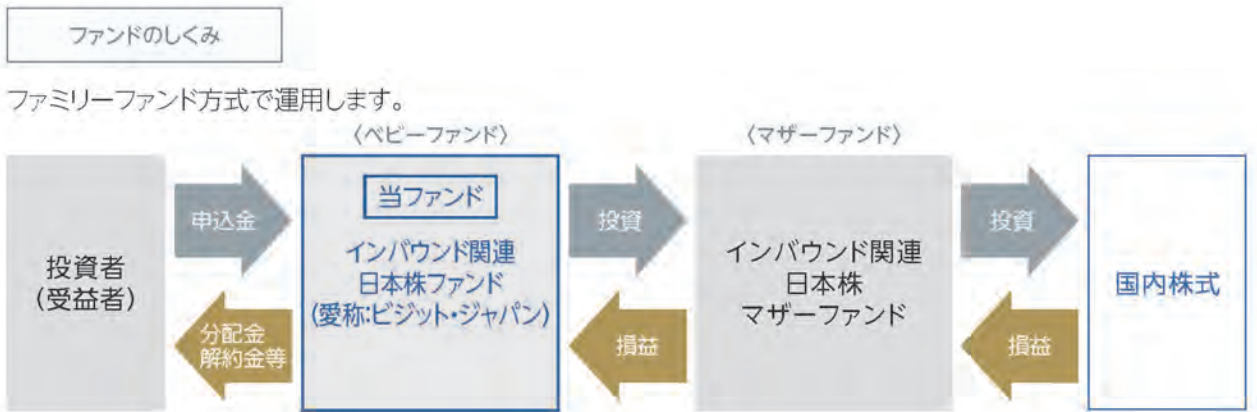 ファンドのしくみ
ファミリーファンド方式で運用します。
〈ベビーファンド〉
〈マザーファンド〉
投資者
(受益者)
申込金
分配金
解約金等
当ファンド
インバウンド関連
日本株ファンド
(愛称:ビジット・ジャパン)
投資
損益
インバウンド関連
日本株
マザーファンド
投資
損益
国内株式